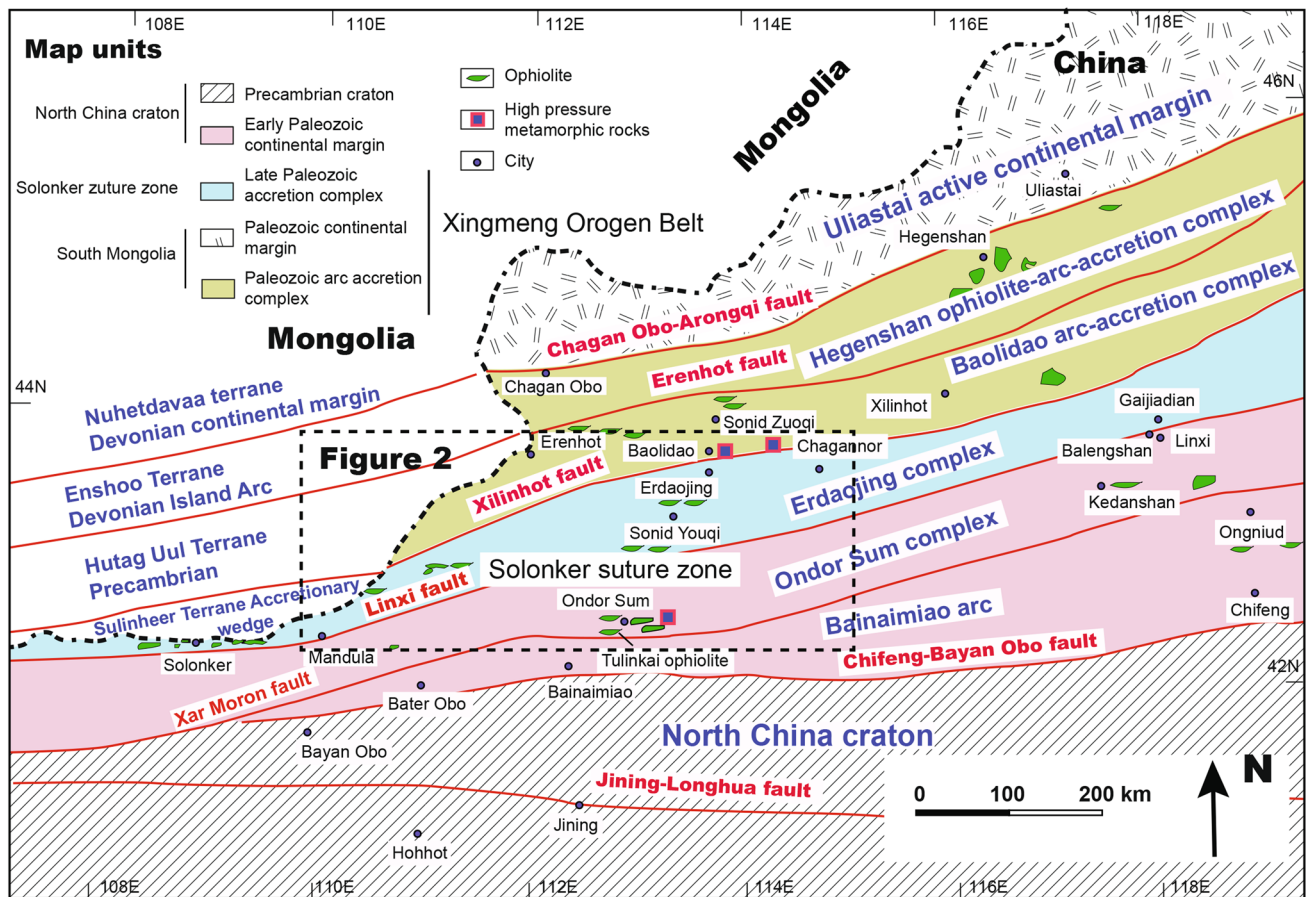 108E
110E
112E
114E
116E
118E
Map units
North China craton
Precambrian craton
Early Paleozoic
continental margin
Solonker zuture zone
Late Paleozoic
accretion complex
South Mongolia
Paleozoic continental
margin
Paleozoic arc accretion
complex
Xingmeng Orogen Belt
Ophiolite
High pressure
metamorphic rocks
City
Mongolia
China
46N
Uliastai active continental margin
Uliastai
Hegenshan
Mongolia
Chagan Obo-Arongqi fault
Hegenshan ophiolite-arc-accretion complex
Erenhot fault
Baolidao arc-accretion complex
44N
Chagan Obo
Nuhetdavaa terrane
Devonian continental margin
Xilinhot
Gaijiadian
Sonid Zuoqi
Erenhot
Baolidao
Chagannor
Balengshan
Linxi
Figure 2
Enshoo Terrane
Devonian Island Arc
Xilinhot fault
Erdaojing
Erdaojing complex
Kedanshan
Sonid Youqi
Ongniud
Hutag Uul Terrane
Precambrian
Solonker suture zone
Ondor Sum complex
Linxi fault
Sulinheer Terrane Accretionary
wedge
Ondor Sum
Bainaimiao arc
Chifeng
Solonker
Mandula
Tulinkai ophiolite
Chifeng-Bayan Obo fault
42N
Xar Moron fault
Bater Obo
Bainaimiao
Bayan Obo
North China craton
Jining-Longhua fault
N
0
100
200 km
Jining
Hohhot
108E
110E
112E
114E
116E
118E